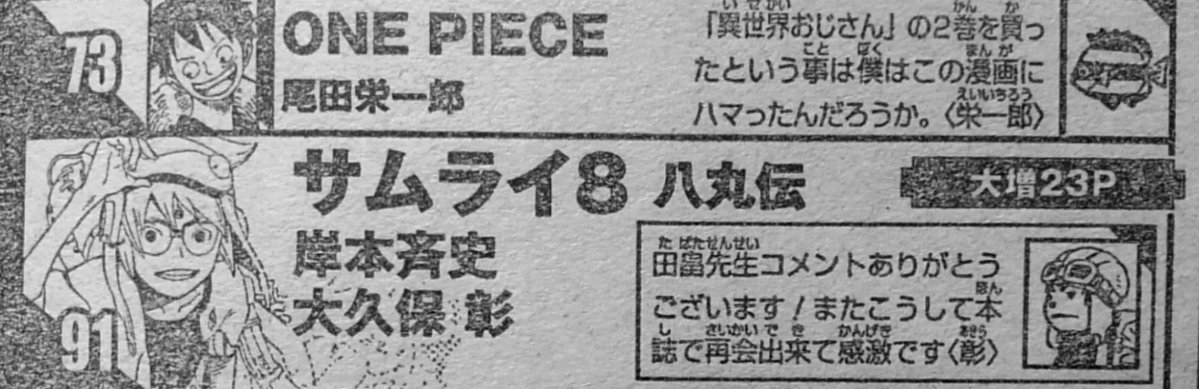 73
ONE PIECE
尾田栄一郎
「異世界おじさん」の2巻を買っ
たという事は僕はこの漫画に
ハマったんだろうか。〈栄一郎〉
91
サムライ8 八丸伝
岸本斉史
大久保 彰
大増23P
田畠先生コメントありがとう
ございます!またこうして本
誌で再会出来て感激です〈彰〉